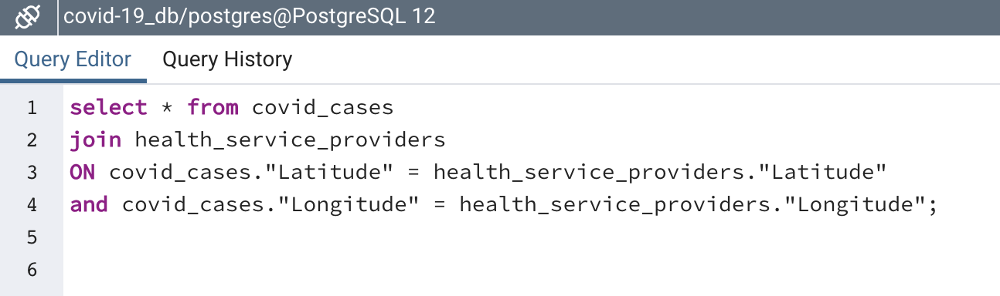 covid-19_db/postgres@PostgreSQL 12
Query Editor Query History
1 select * from covid_cases
2 join health_service_providers
3 ON covid_cases."Latitude" = health_service_providers."Latitude"
4 and covid_cases."Longitude" = health_service_providers."Longitude";
5
6